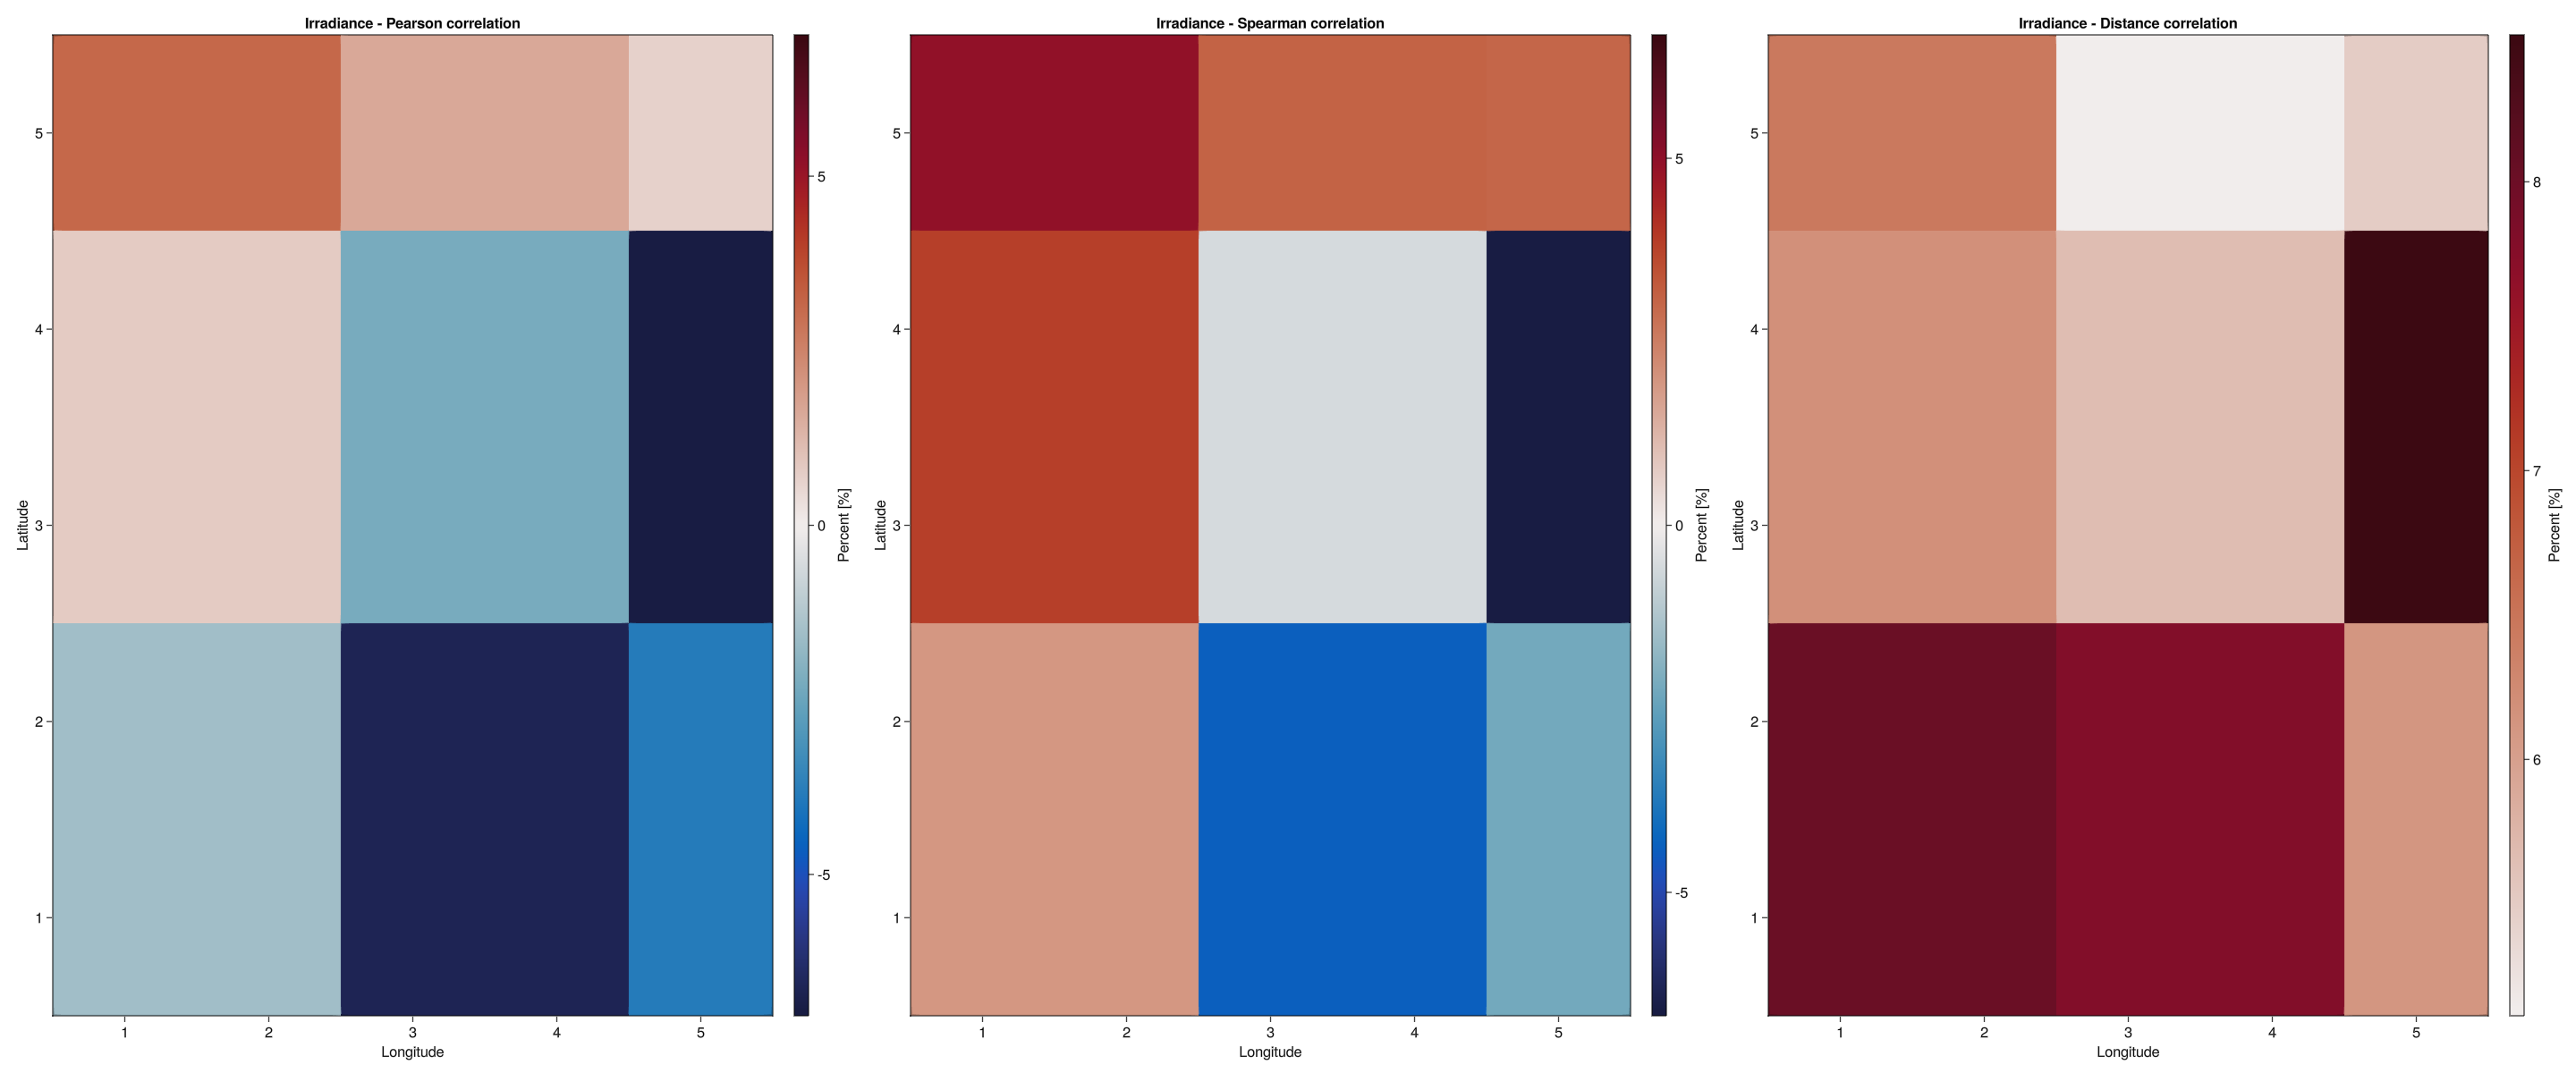 Irradiance - Pearson correlation
5
4
3
2
1
Latitude
1 2 3 4 5
Longitude
5
0
-5
Percent [%]
Irradiance - Spearman correlation
5
4
3
2
1
Latitude
1 2 3 4 5
Longitude
5
0
-5
Percent [%]
Irradiance - Distance correlation
5
4
3
2
1
Latitude
1 2 3 4 5
Longitude
8
7
6
Percent [%]